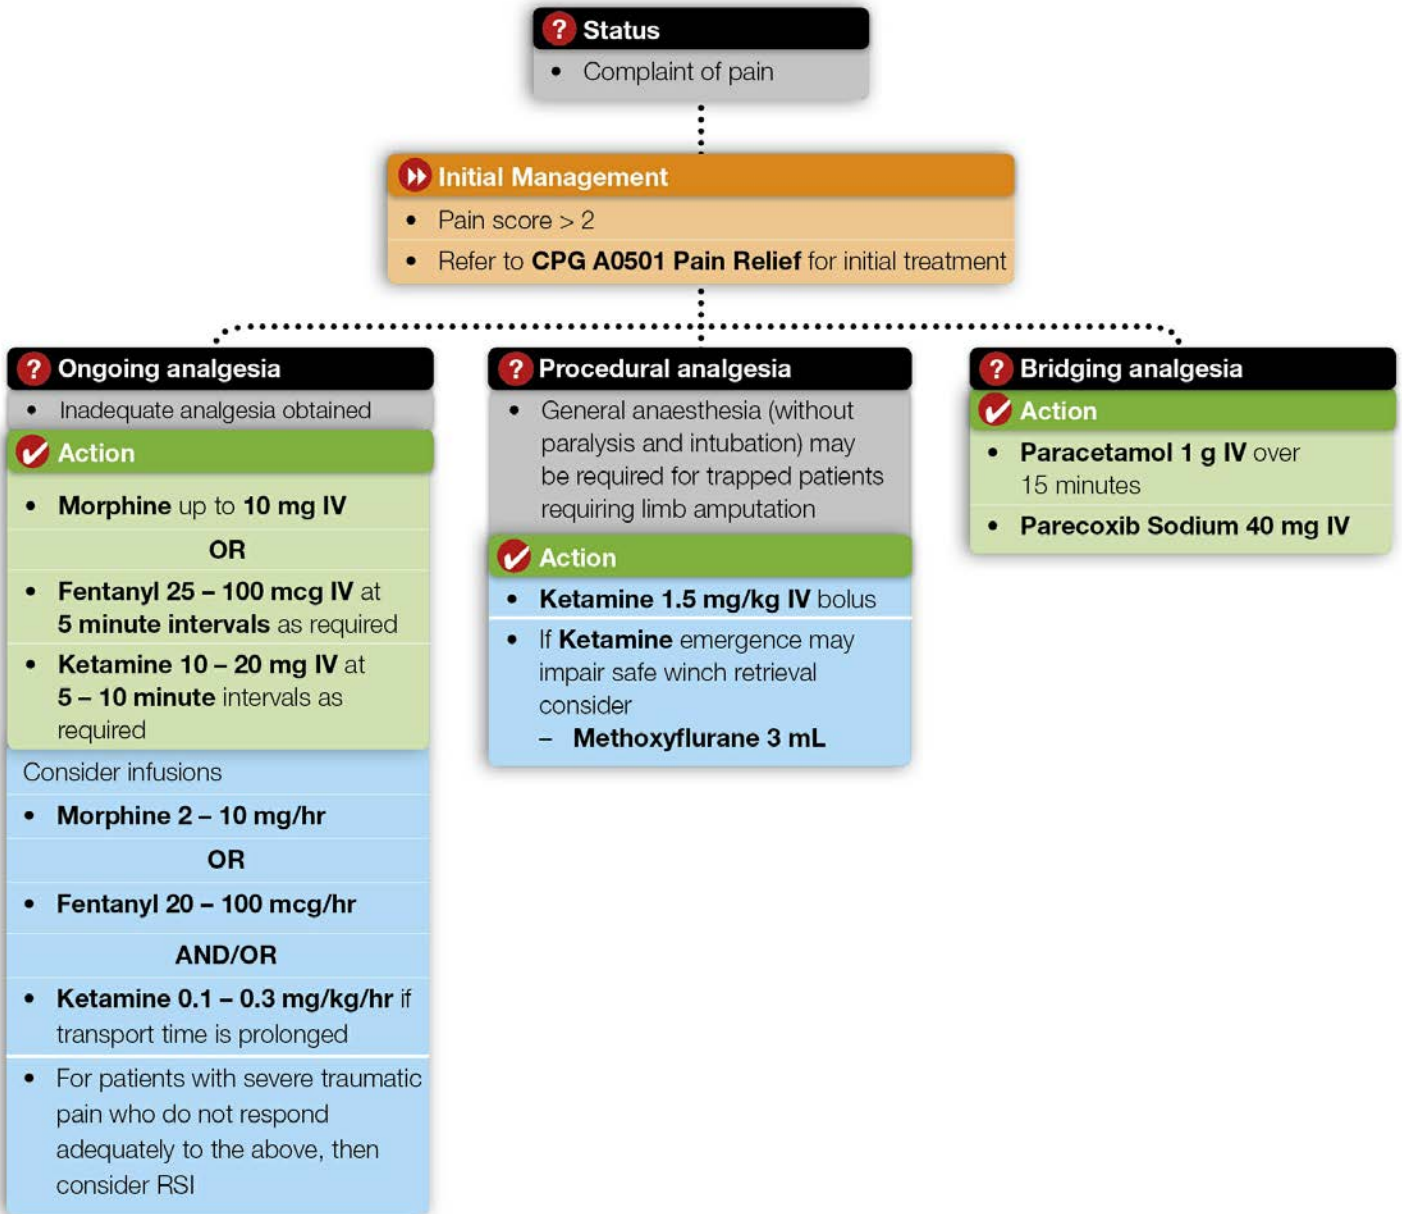 ? Status
• Complaint of pain
Initial Management
• Pain score > 2
• Refer to CPG A0501 Pain Relief for initial treatment
? Ongoing analgesia
• Inadequate analgesia obtained
Action
• Morphine up to 10 mg IV
OR
• Fentanyl 25 – 100 mcg IV at
5 minute intervals as required
• Ketamine 10 – 20 mg IV at
5 – 10 minute intervals as
required
Consider infusions
• Morphine 2 – 10 mg/hr
OR
• Fentanyl 20 – 100 mcg/hr
AND/OR
• Ketamine 0.1 – 0.3 mg/kg/hr if
transport time is prolonged
• For patients with severe traumatic
pain who do not respond
adequately to the above, then
consider RSI
? Procedural analgesia
• General anaesthesia (without
paralysis and intubation) may
be required for trapped patients
requiring limb amputation
Action
• Ketamine 1.5 mg/kg IV bolus
• If Ketamine emergence may
impair safe winch retrieval
consider
– Methoxyflurane 3 mL
? Bridging analgesia
Action
• Paracetamol 1 g IV over
15 minutes
• Parecoxib Sodium 40 mg IV